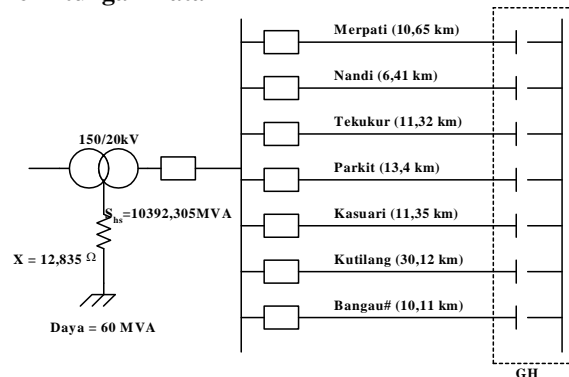 Merpati (10,65 km)
Nandi (6,41 km)
Tekukur (11,32 km)
150/20kV
Parkit (13,4 km)
S hs =10392,305MVA
Kasuari (11,35 km)
X = 12,835 Ω
Kutilang (30,12 km)
Bangau# (10,11 km)
Daya = 60 MVA
GH